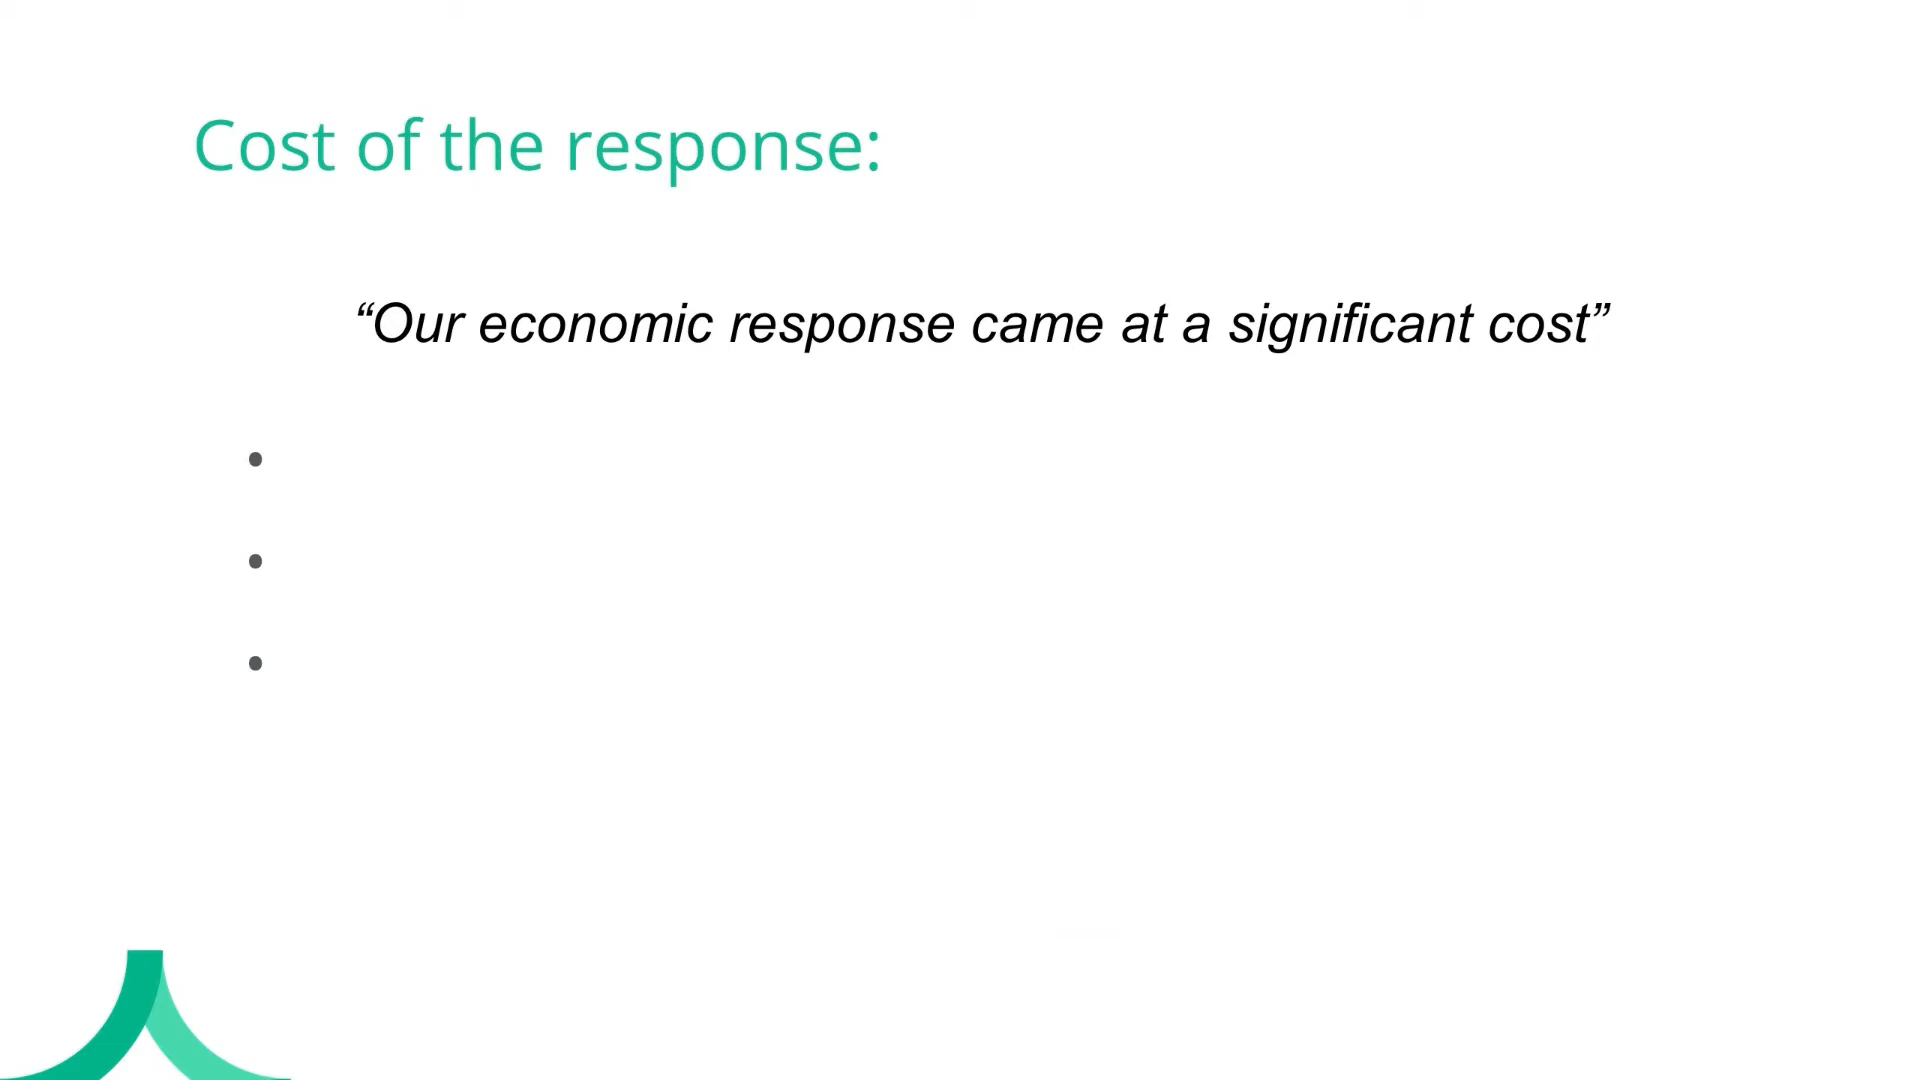 Cost of the response:
“Our economic response came at a significant cost”
•
•
•